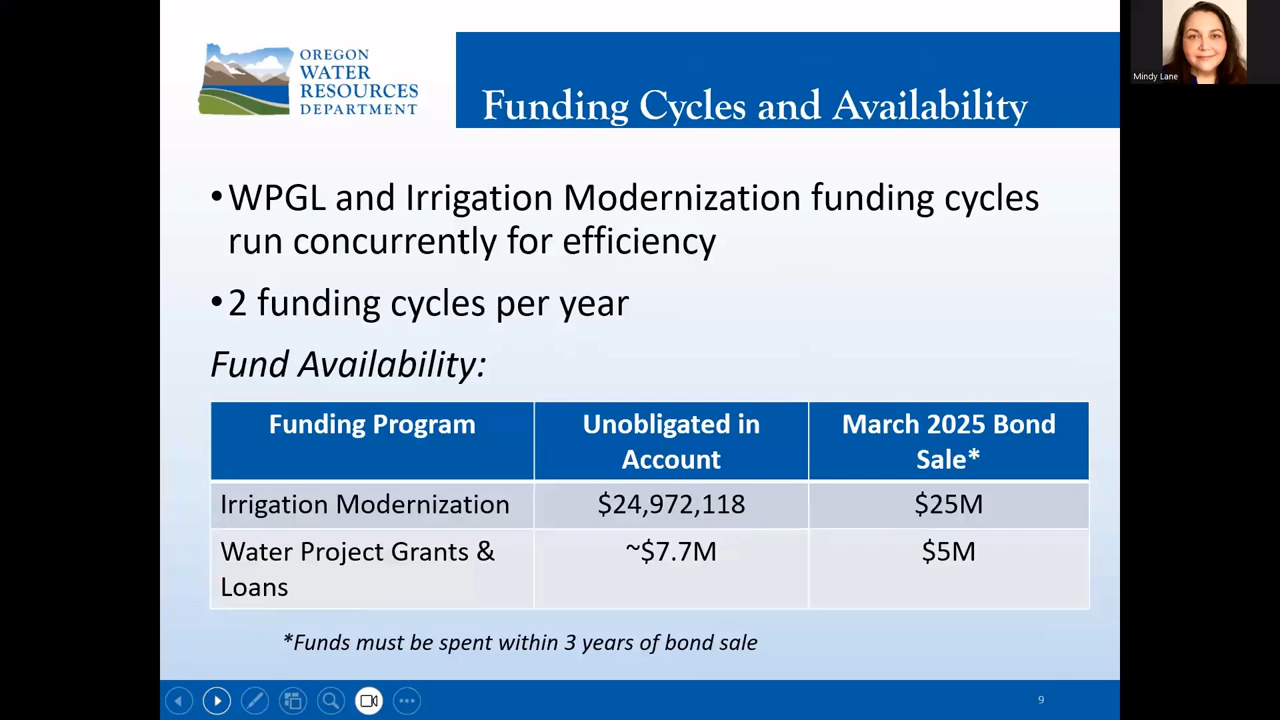 OREGON
WATER
RESOURCES
DEPARTMENT
Funding Cycles and Availability
Mindy Lane
•WPGL and Irrigation Modernization funding cycles
run concurrently for efficiency
•2 funding cycles per year
Fund Availability:
Funding Program
Unobligated in
Account
March 2025 Bond
Sale*
Irrigation Modernization
$24,972,118
$25M
Water Project Grants &
Loans
~$7.7M
$5M
*Funds must be spent within 3 years of bond sale
9